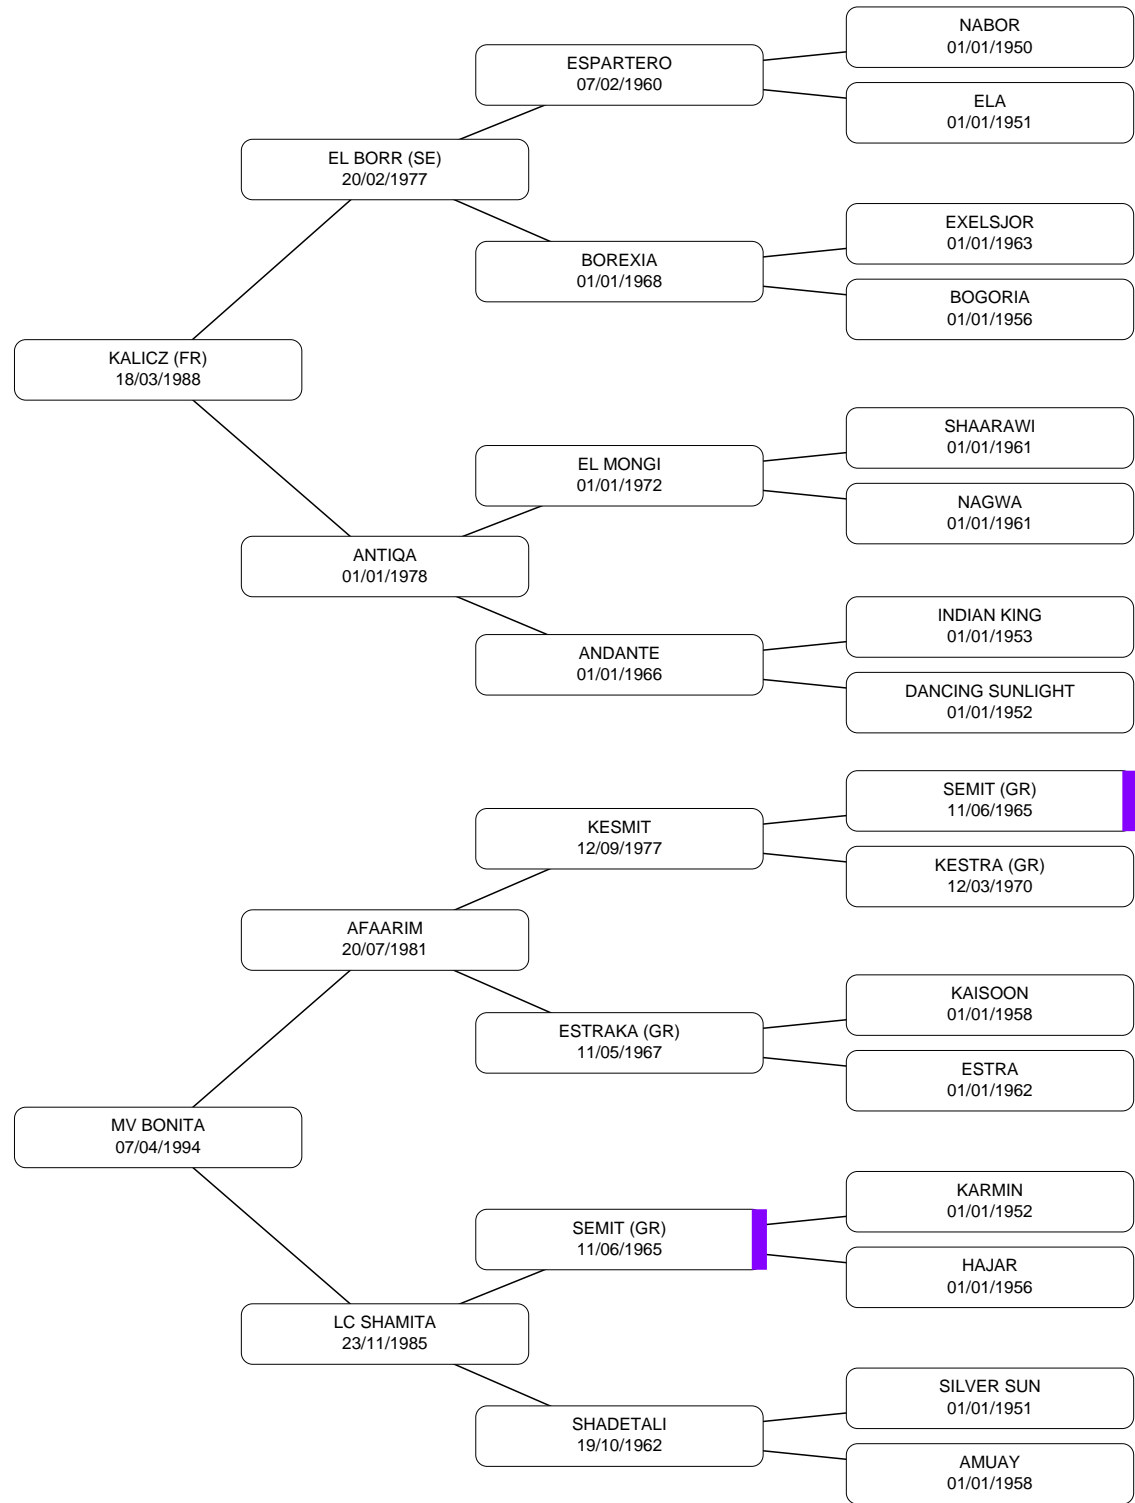 NABOR
01/01/1950
ESPARTERO
07/02/1960
ELA
01/01/1951
EL BORR (SE)
20/02/1977
EXELSJOR
01/01/1963
BOREXIA
01/01/1968
BOGORIA
01/01/1956
KALICZ (FR)
18/03/1988
SHAARAWI
01/01/1961
EL MONGI
01/01/1972
NAGWA
01/01/1961
ANTIQA
01/01/1978
INDIAN KING
01/01/1953
ANDANTE
01/01/1966
DANCING SUNLIGHT
01/01/1952
SEMIT (GR)
11/06/1965
KESMIT
12/09/1977
KESTRA (GR)
12/03/1970
AFAARIM
20/07/1981
KAISOON
01/01/1958
ESTRAKA (GR)
11/05/1967
ESTRA
01/01/1962
MV BONITA
07/04/1994
KARMIN
01/01/1952
SEMIT (GR)
11/06/1965
HAJAR
01/01/1956
LC SHAMITA
23/11/1985
SILVER SUN
01/01/1951
SHADETALI
19/10/1962
AMUAY
01/01/1958